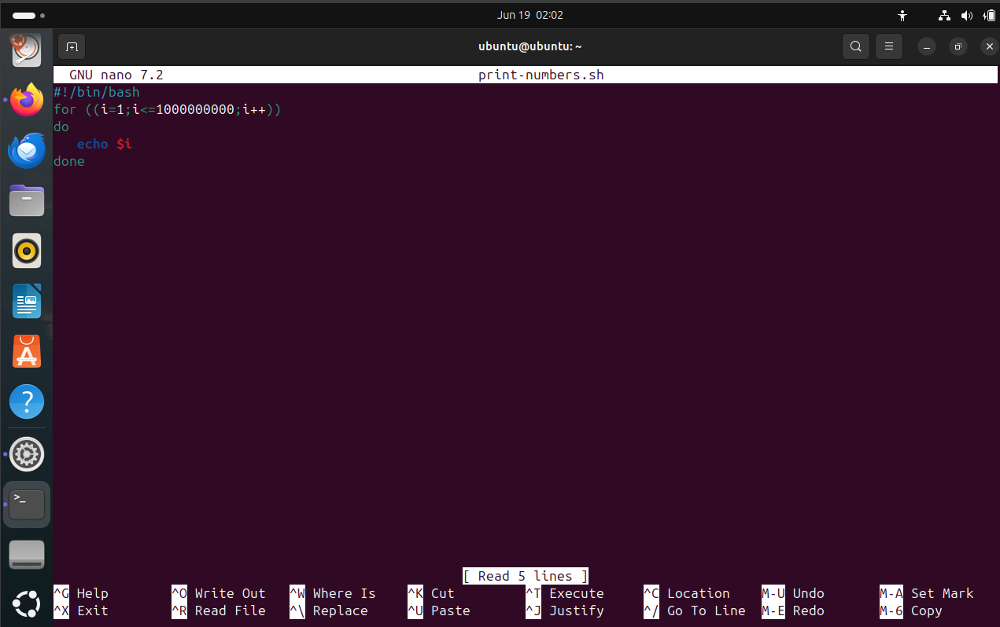 Jun 19 02:02
ubuntu@ubuntu: ~
GNU nano 7.2 print-numbers.sh
#!/bin/bash
for ((i=1;i<=1000000000;i++))
do
   echo $i
done
[ Read 5 lines ]
^G Help ^O Write Out ^W Where Is ^K Cut ^T Execute ^C Location M-U Undo M-A Set Mark
^X Exit ^R Read File ^\ Replace ^U Paste ^J Justify ^/ Go To Line M-E Redo M-6 Copy